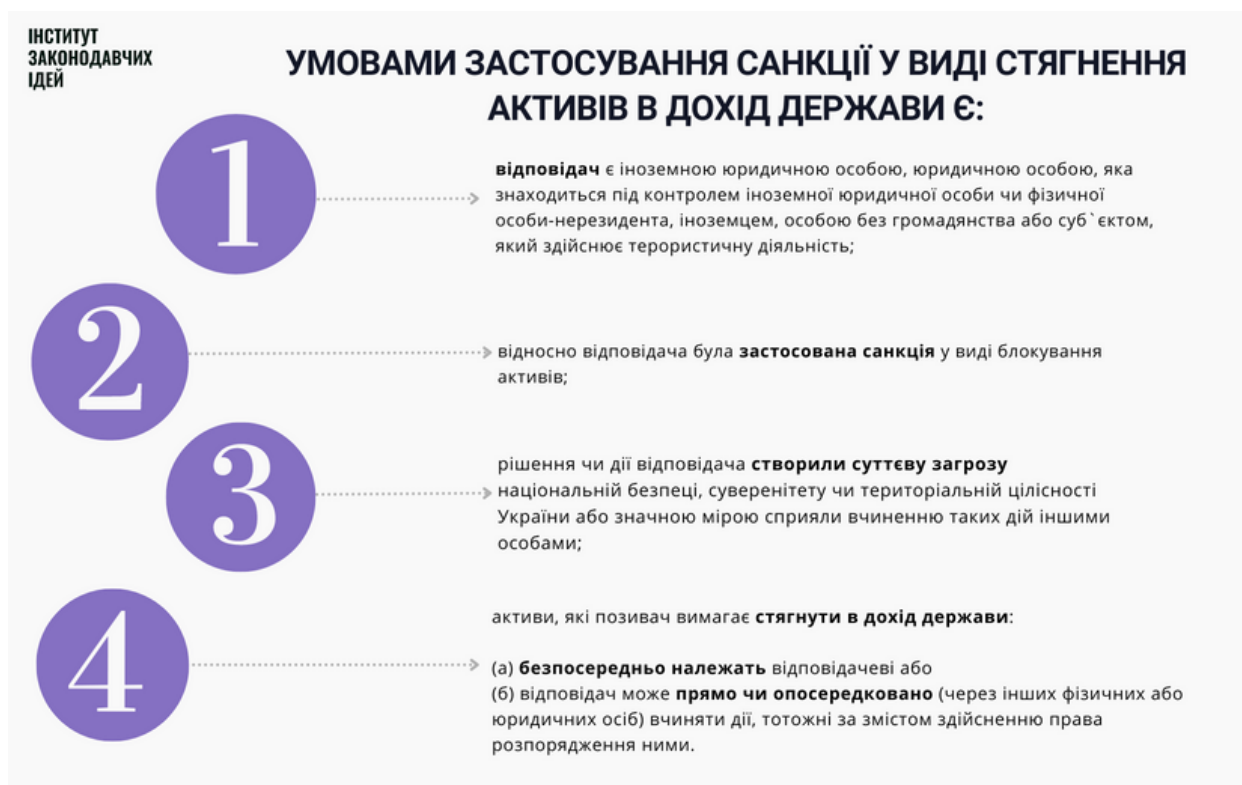 ІНСТИТУТ
ЗАКОНОДАВЧИХ
ІДЕЙ
УМОВАМИ ЗАСТОСУВАННЯ САНКЦІЇ У ВИДІ СТЯГНЕННЯ
АКТИВІВ В ДОХІД ДЕРЖАВИ Є:
1
відповідач є іноземною юридичною особою, юридичною особою, яка
знаходиться під контролем іноземної юридичної особи чи фізичної
особи-нерезидента, іноземцем, особою без громадянства або суб`єктом,
який здійснює терористичну діяльність;
2
відносно відповідача була застосована санкція у виді блокування
активів;
3
рішення чи дії відповідача створили суттєву загрозу
національній безпеці, суверенітету чи територіальній цілісності
України або значною мірою сприяли вчиненню таких дій іншими
особами;
4
активи, які позивач вимагає стягнути в дохід держави:
(а) безпосередньо належать відповідачеві або
(б) відповідач може прямо чи опосередковано (через інших фізичних або
юридичних осіб) вчиняти дії, тотожні за змістом здійсненню права
розпорядження ними.